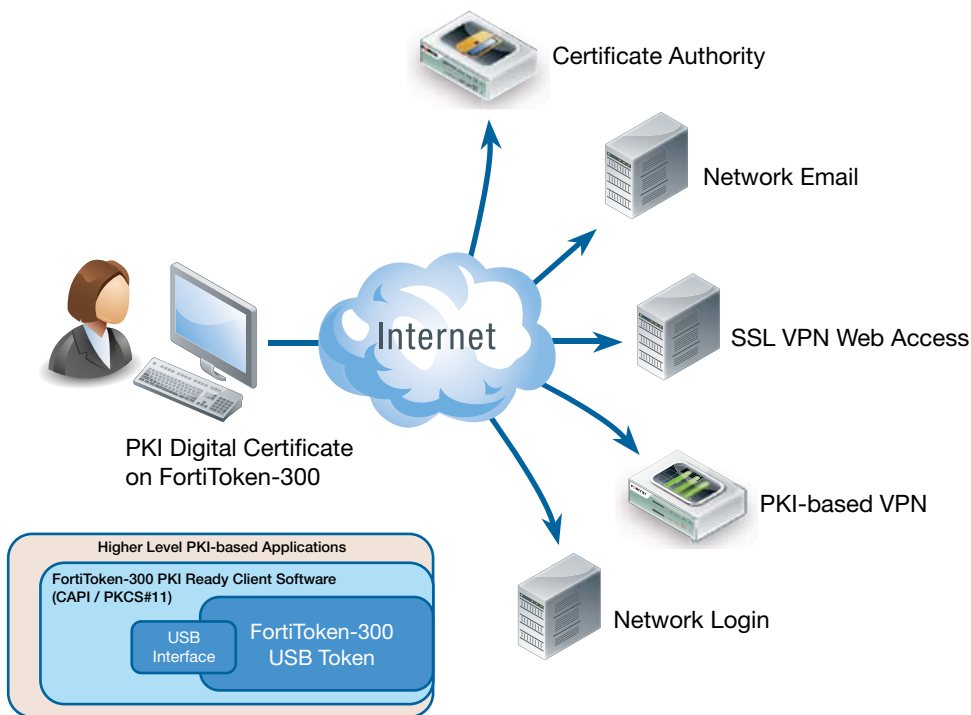 Certificate Authority
Network Email
Internet
SSL VPN Web Access
PKI Digital Certificate
on FortiToken-300
PKI-based VPN
Network Login
Higher Level PKI-based Applications
FortiToken-300 PKI Ready Client Software
(CAPI / PKCS#11)
USB
Interface
FortiToken-300
USB Token